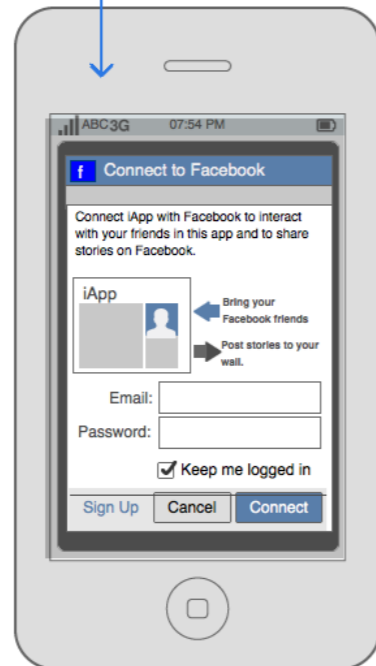 ABC3G 07:54 PM
f Connect to Facebook
Connect iApp with Facebook to interact
with your friends in this app and to share
stories on Facebook.
iApp
Bring your
Facebook friends
Post stories to your
wall.
Email:
Password:
Keep me logged in
Sign Up Cancel Connect